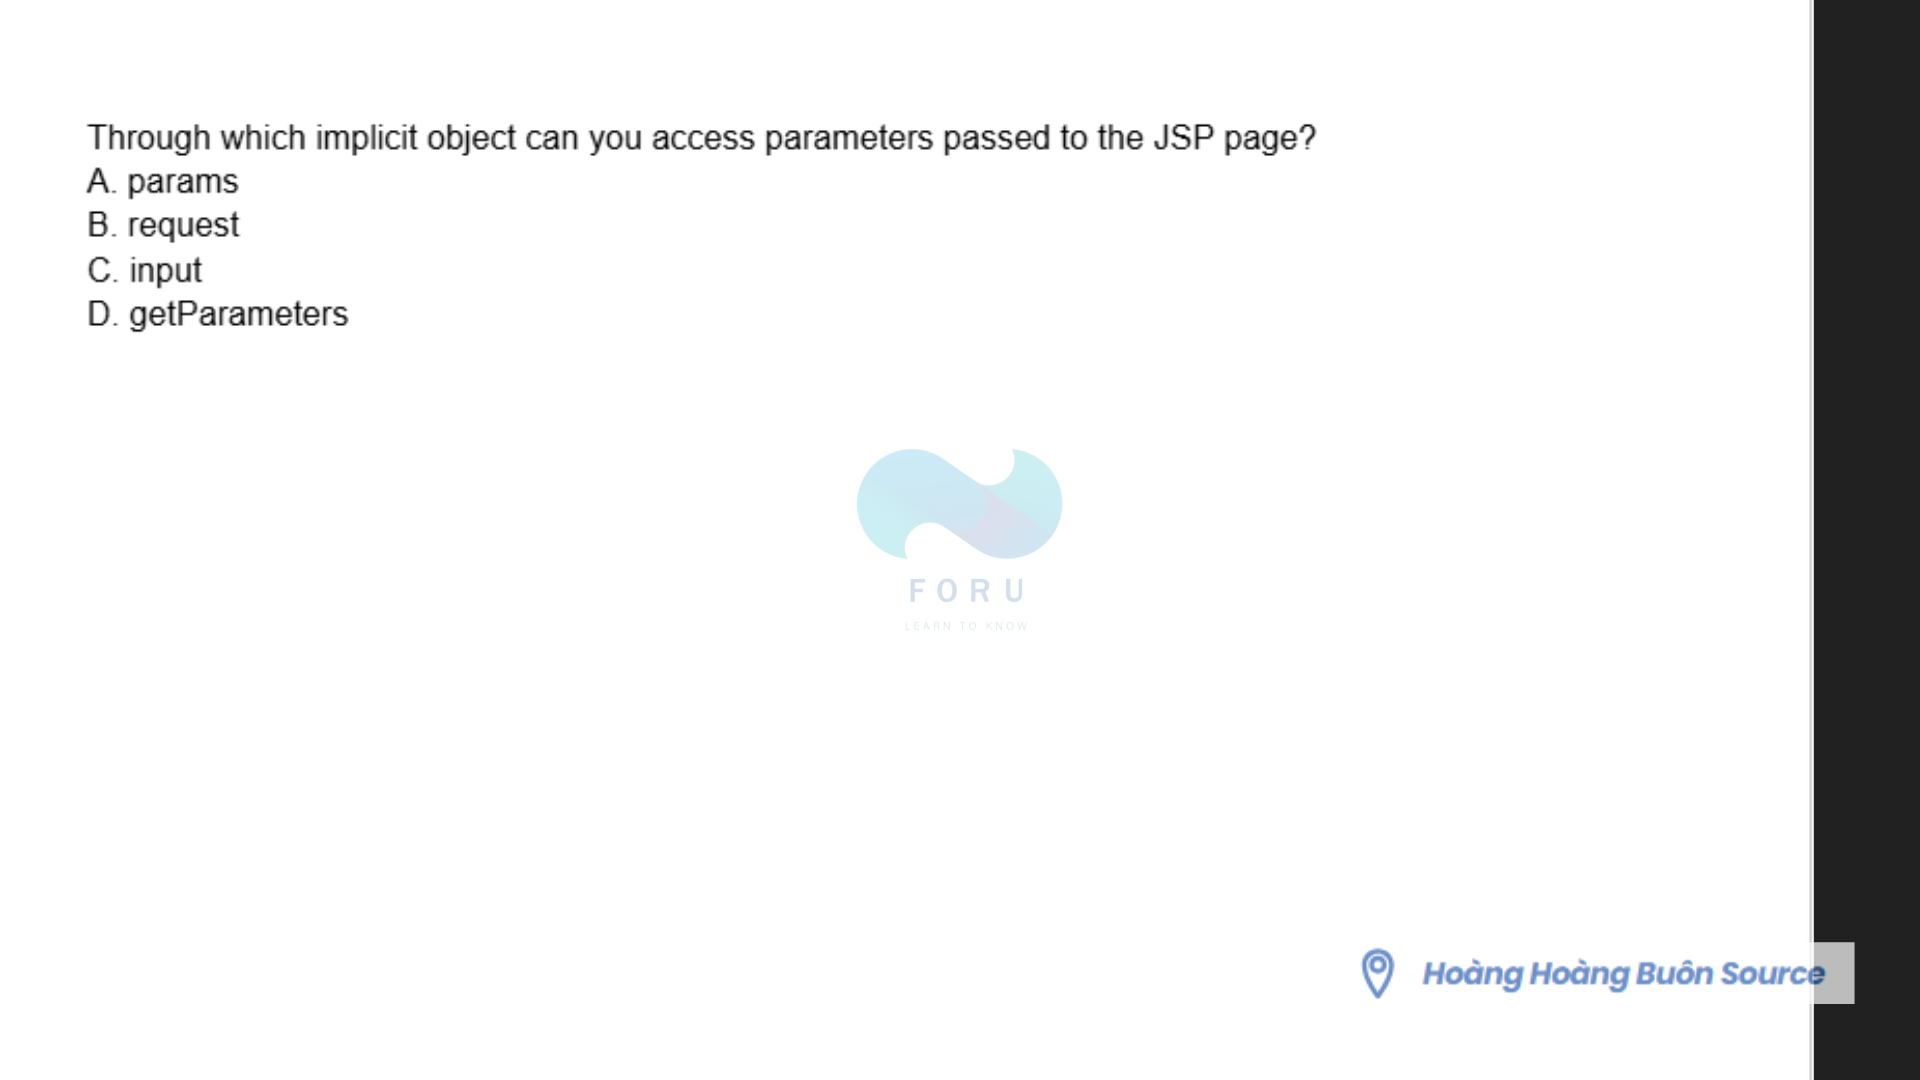 Through which implicit object can you access parameters passed to the JSP page?
A. params
B. request
C. input
D. getParameters
FORU
LEARN TO KNOW
Hoàng Hoàng Buôn Source